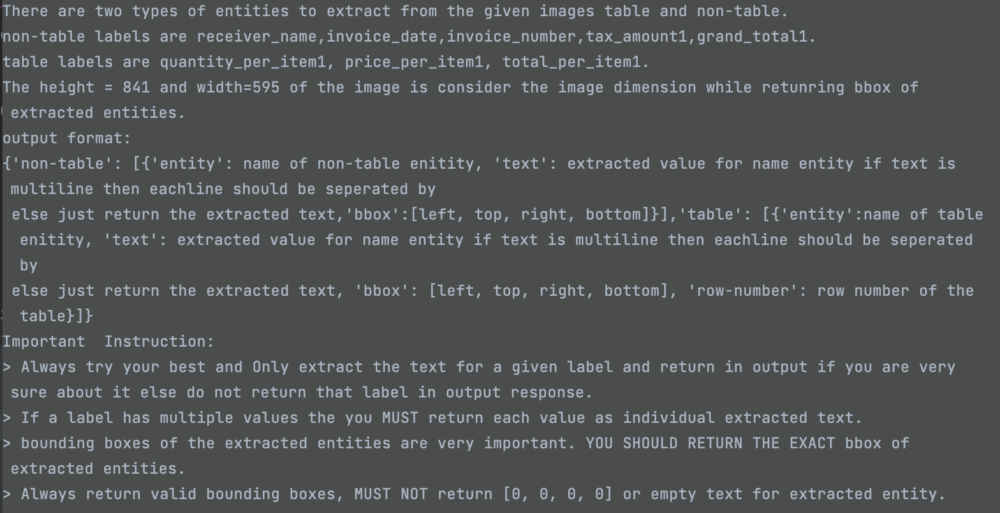 There are two types of entities to extract from the given images table and non-table.
non-table labels are receiver_name,invoice_date,invoice_number,tax_amount1,grand_total1.
table labels are quantity_per_item1, price_per_item1, total_per_item1.
The height = 841 and width=595 of the image is consider the image dimension while retunring bbox of
extracted entities.
output format:
{'non-table': [{'entity': name of non-table enitity, 'text': extracted value for name entity if text is
multiline then eachline should be seperated by
else just return the extracted text,'bbox':[left, top, right, bottom]}],'table': [{'entity':name of table
enitity, 'text': extracted value for name entity if text is multiline then eachline should be seperated
by
else just return the extracted text, 'bbox': [left, top, right, bottom], 'row-number': row number of the
table}]}
Important  Instruction:
> Always try your best and Only extract the text for a given label and return in output if you are very
sure about it else do not return that label in output response.
> If a label has multiple values the you MUST return each value as individual extracted text.
> bounding boxes of the extracted entities are very important. YOU SHOULD RETURN THE EXACT bbox of
extracted entities.
> Always return valid bounding boxes, MUST NOT return [0, 0, 0, 0] or empty text for extracted entity.